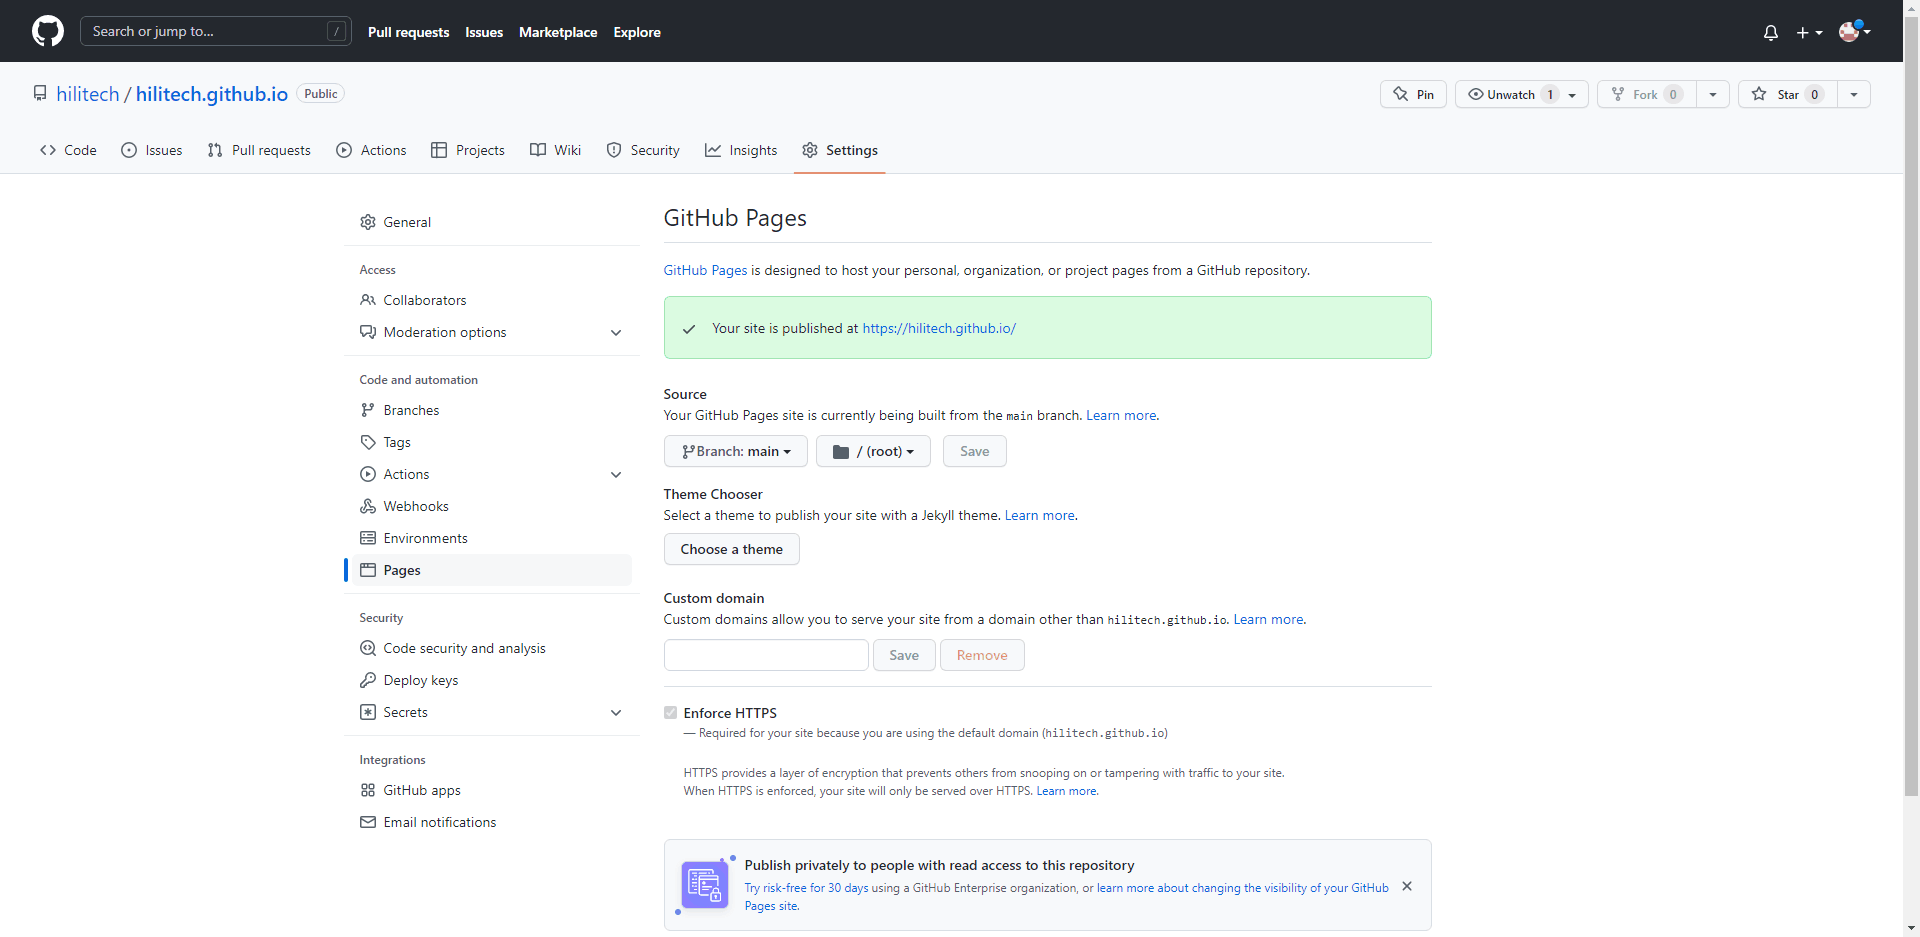 Search or jump to... /
Pull requests Issues Marketplace Explore
hilitech / hilitech.github.io Public
Pin Unwatch 1 Fork 0 Star 0
Code Issues Pull requests Actions Projects Wiki Security Insights Settings
General
Access
Collaborators
Moderation options
Code and automation
Branches
Tags
Actions
Webhooks
Environments
Pages
Security
Code security and analysis
Deploy keys
Secrets
Integrations
GitHub apps
Email notifications
GitHub Pages
GitHub Pages is designed to host your personal, organization, or project pages from a GitHub repository.
Your site is published at https://hilitech.github.io/
Source
Your GitHub Pages site is currently being built from the main branch. Learn more.
Branch: main / (root) Save
Theme Chooser
Select a theme to publish your site with a Jekyll theme. Learn more.
Choose a theme
Custom domain
Custom domains allow you to serve your site from a domain other than hilitech.github.io. Learn more.
Save Remove
Enforce HTTPS
— Required for your site because you are using the default domain (hilitech.github.io)
HTTPS provides a layer of encryption that prevents others from snooping on or tampering with traffic to your site.
When HTTPS is enforced, your site will only be served over HTTPS. Learn more.
Publish privately to people with read access to this repository
Try risk-free for 30 days using a GitHub Enterprise organization, or learn more about changing the visibility of your GitHub
Pages site.